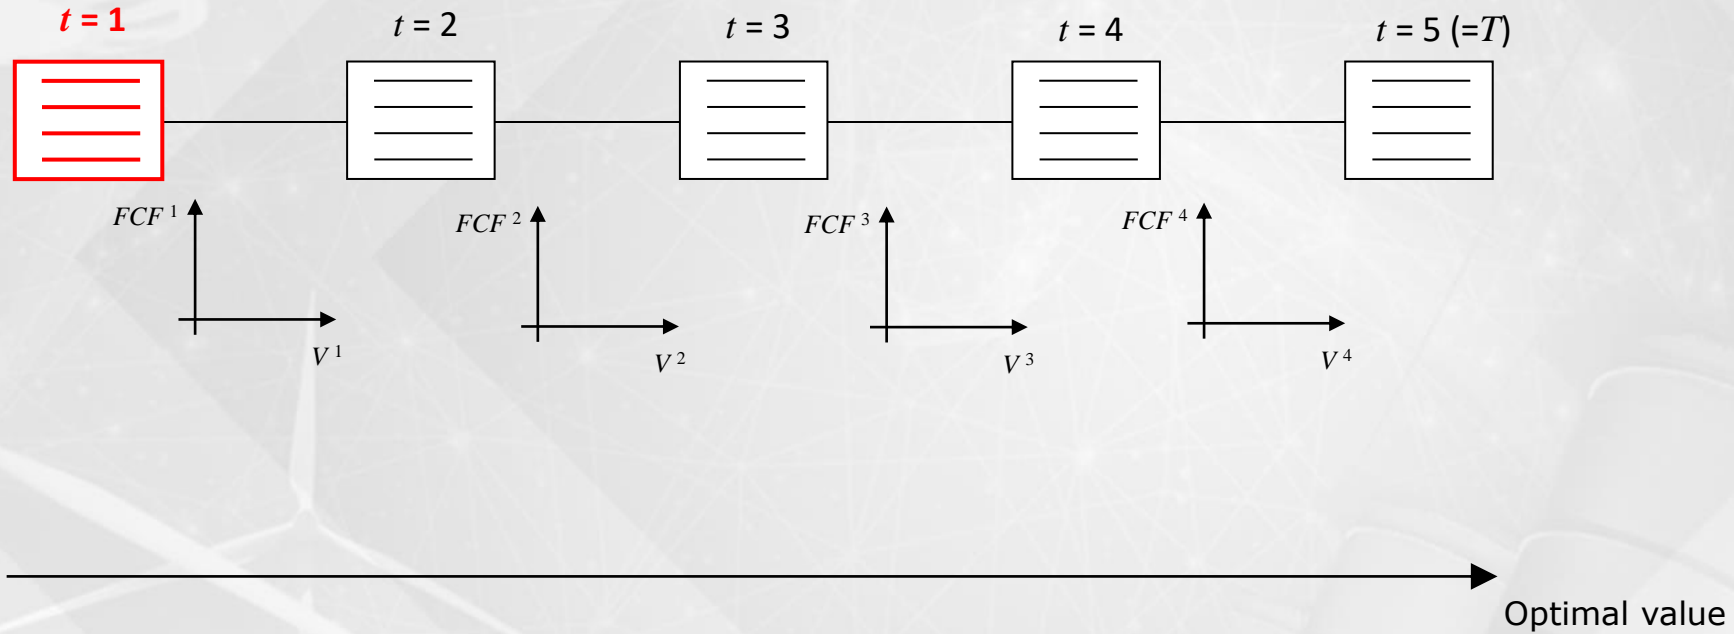 t = 1
t = 2
t = 3
t = 4
t = 5 (=T)
FCF 1
FCF 2
FCF 3
FCF 4
V 1
V 2
V 3
V 4
Optimal value